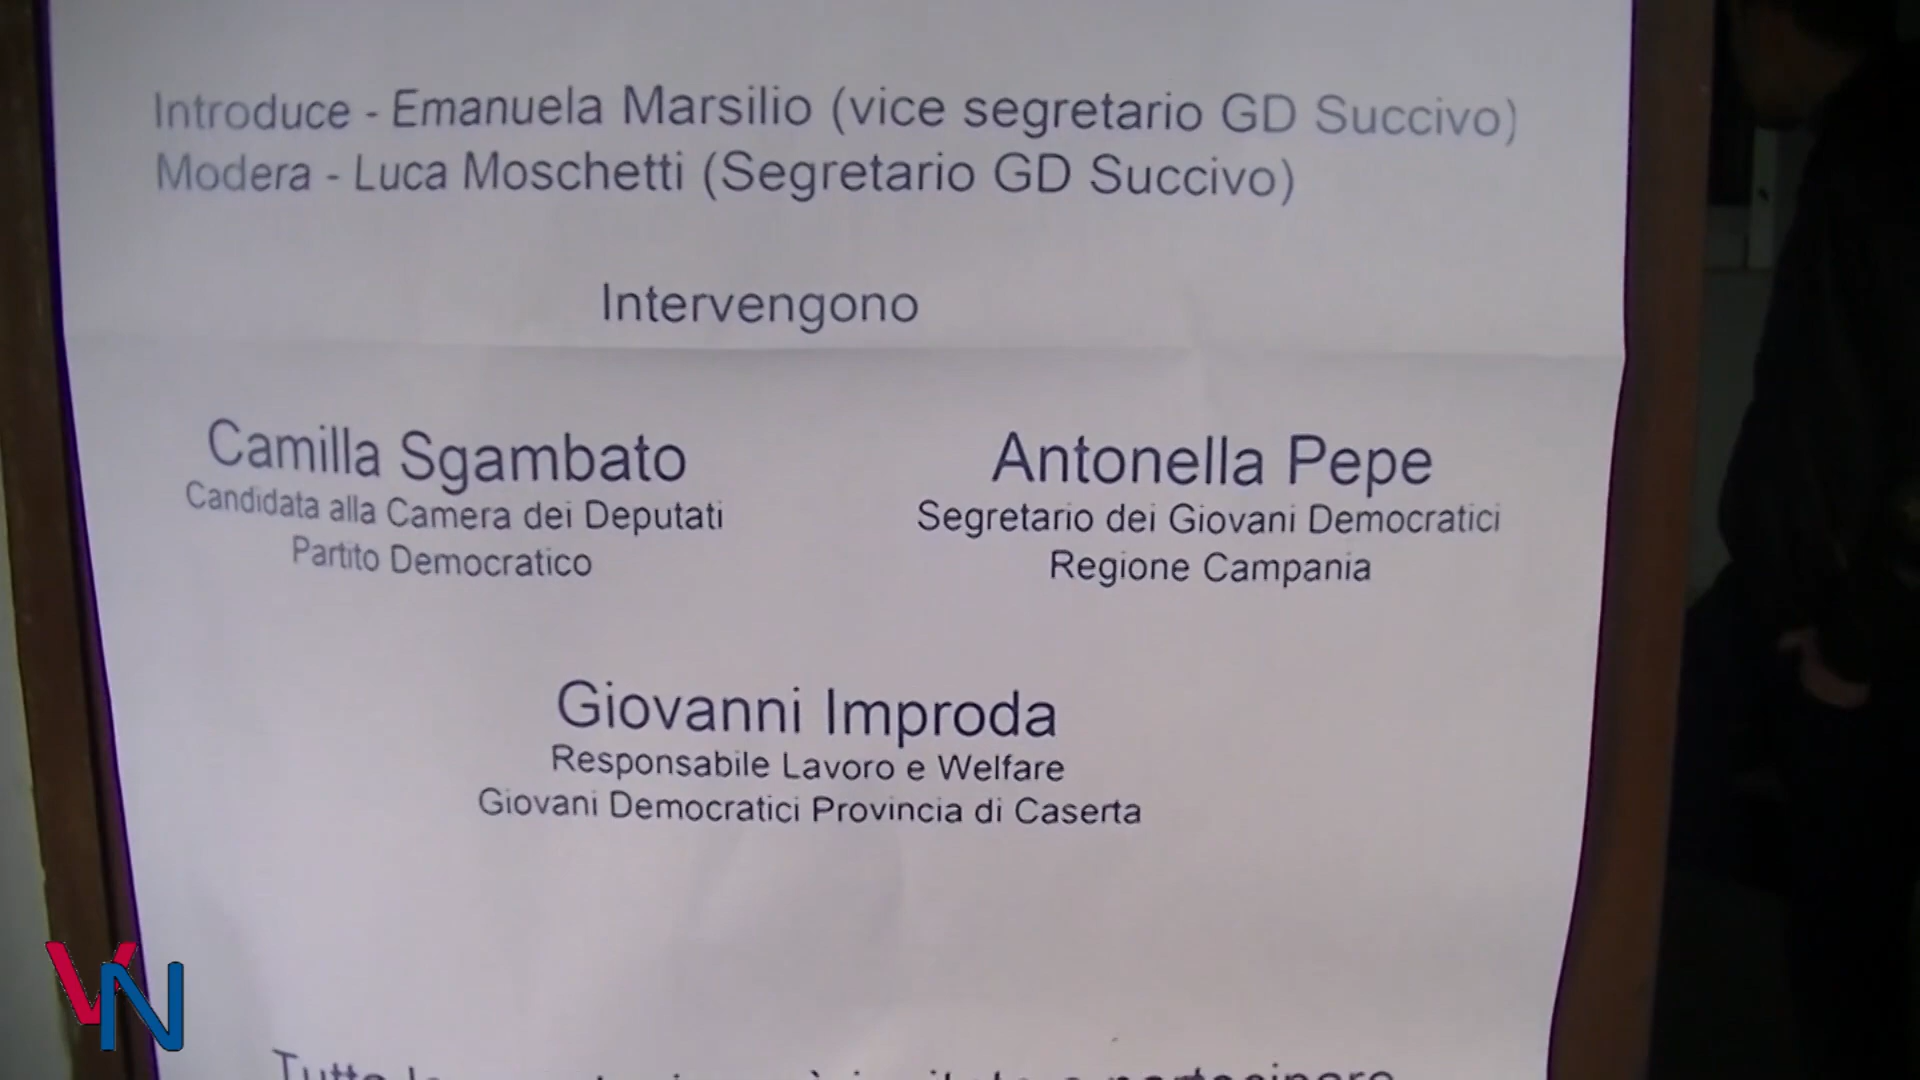 Introduce - Emanuela Marsilio (vice segretario GD Succivo)
Modera - Luca Moschetti (Segretario GD Succivo)
Intervengono
Camilla Sgambato
Candidata alla Camera dei Deputati
Partito Democratico
Antonella Pepe
Segretario dei Giovani Democratici
Regione Campania
Giovanni Improda
Responsabile Lavoro e Welfare
Giovani Democratici Provincia di Caserta
VN